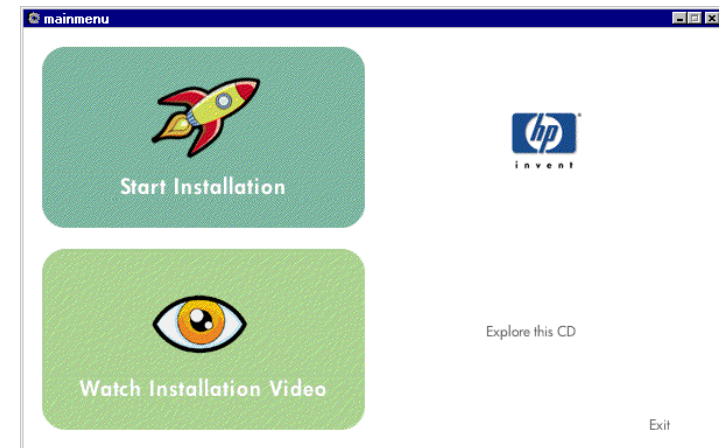 mainmenu
Start Installation
hp
invent
Watch Installation Video
Explore this CD
Exit